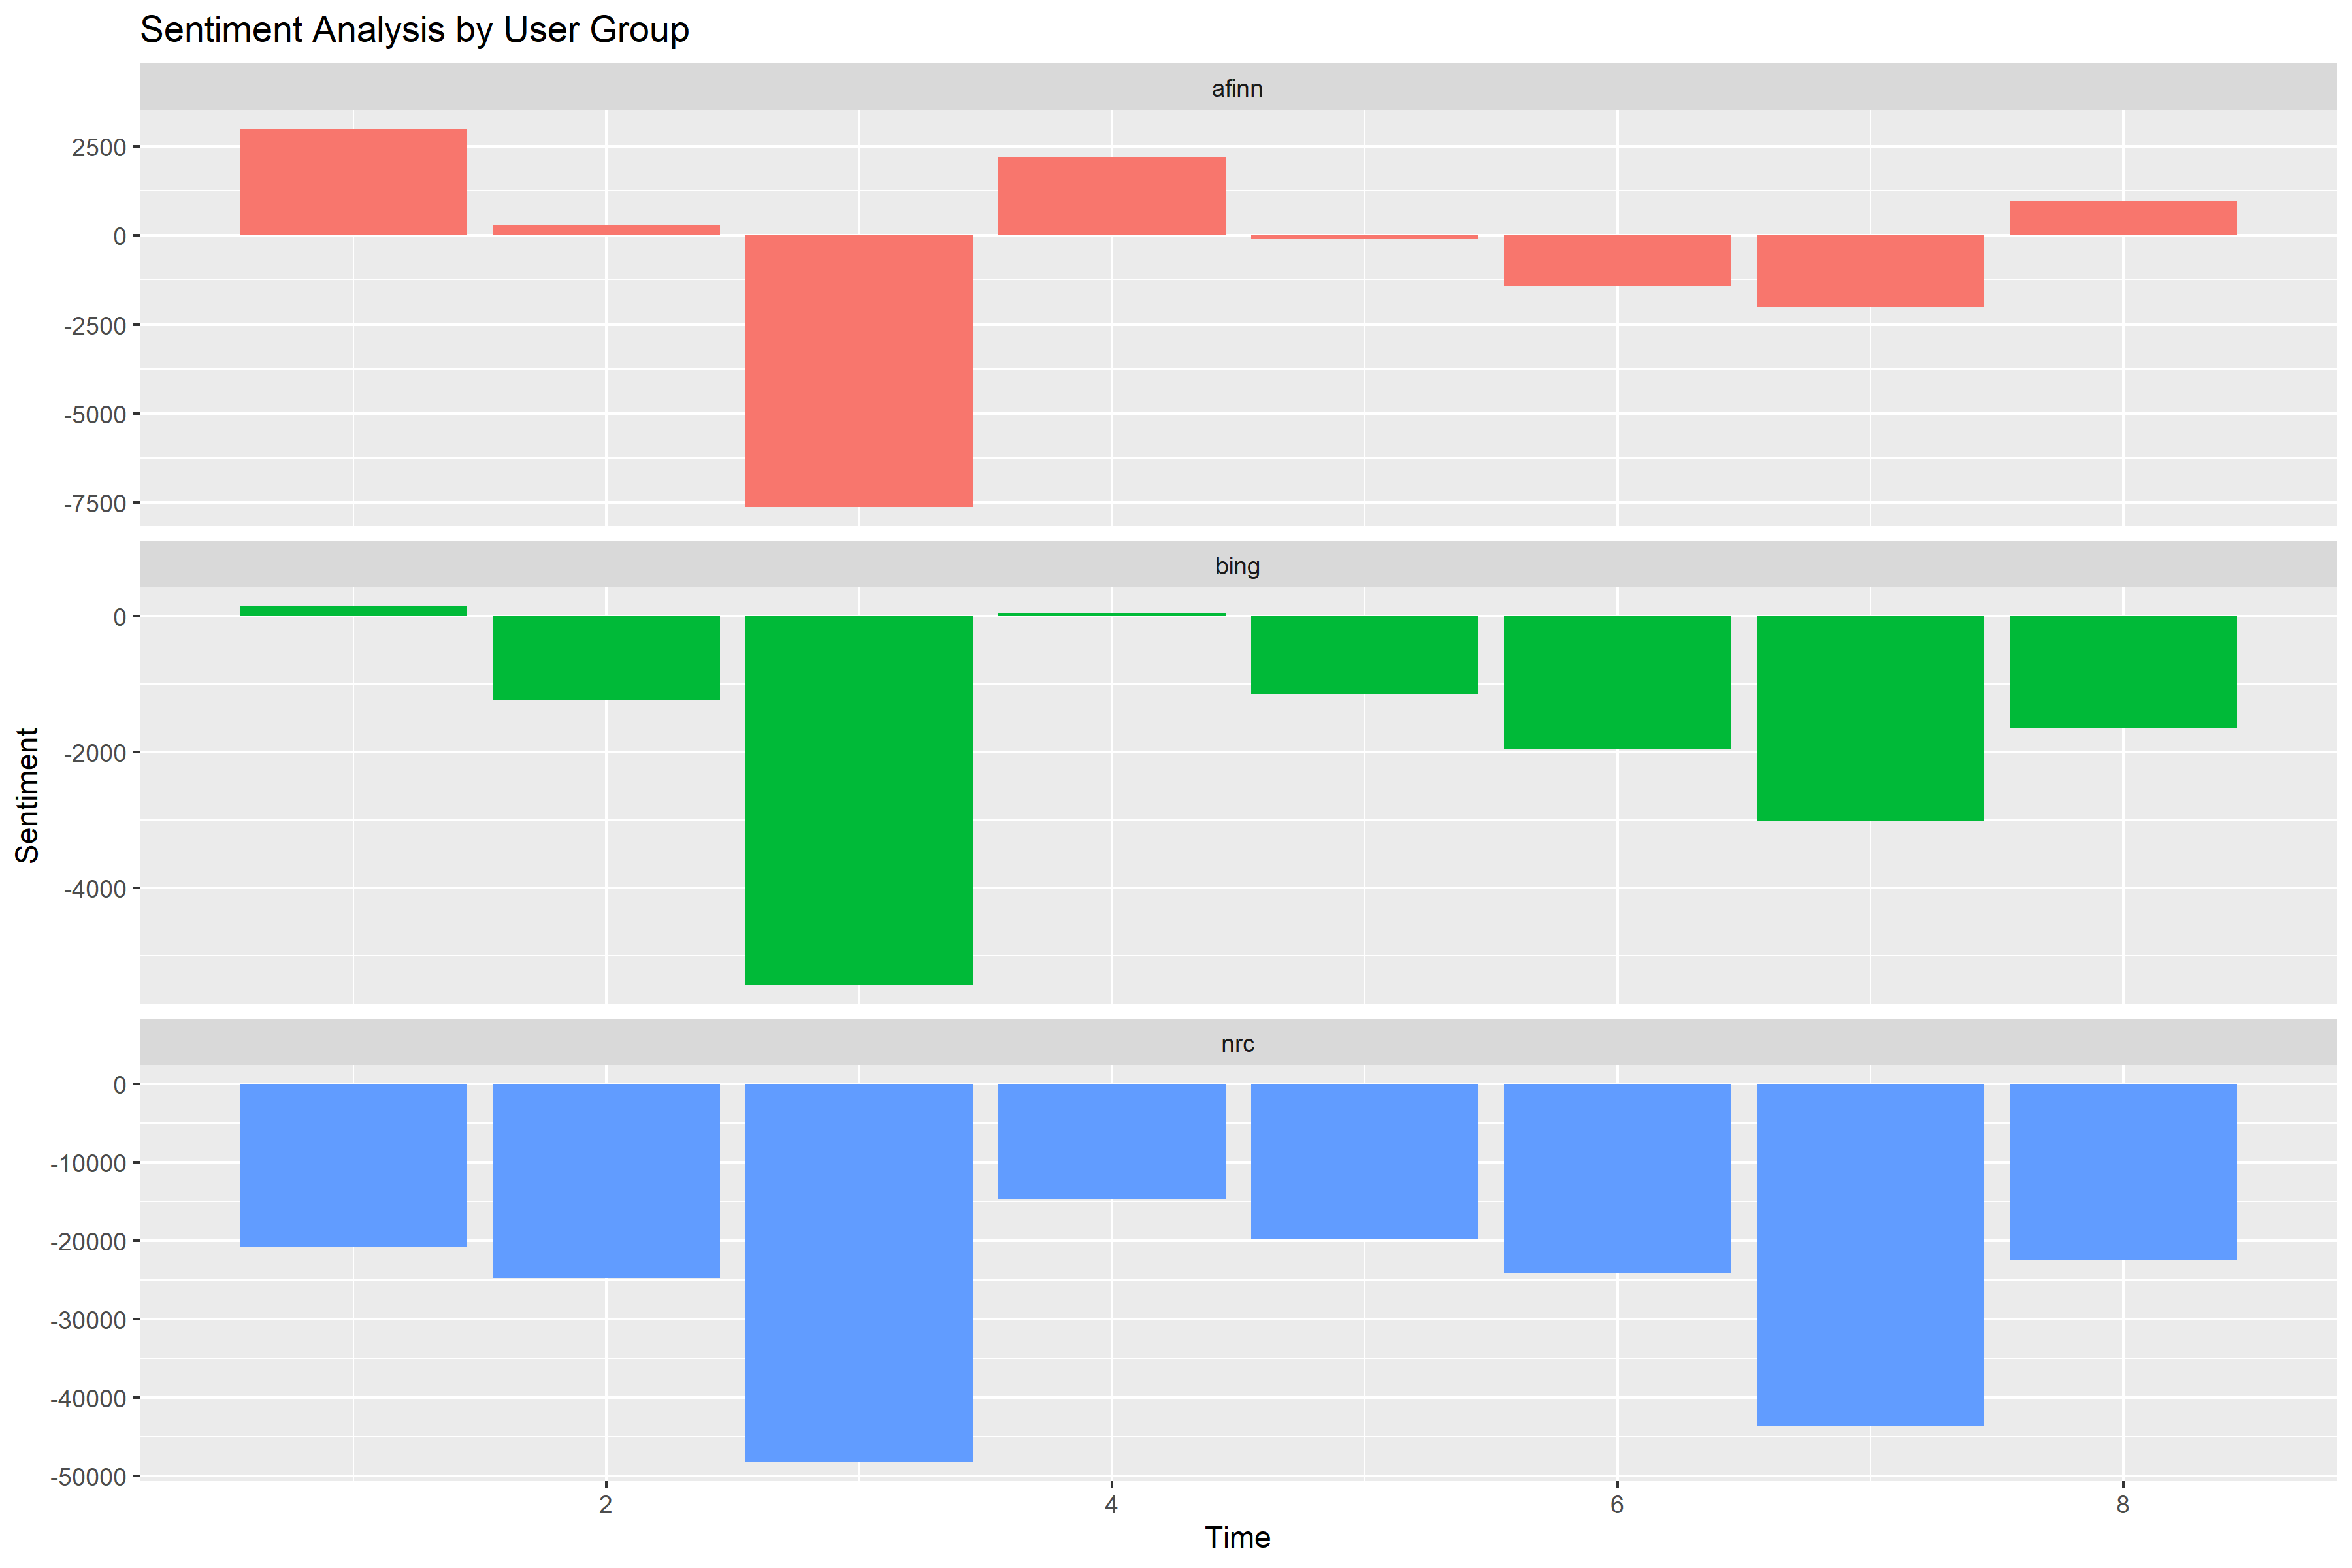 Sentiment Analysis by User Group
afinn
2500
0
-2500
-5000
-7500
bing
0
-2000
-4000
Sentiment
nrc
0
-10000
-20000
-30000
-40000
-50000
2 4 6 8
Time